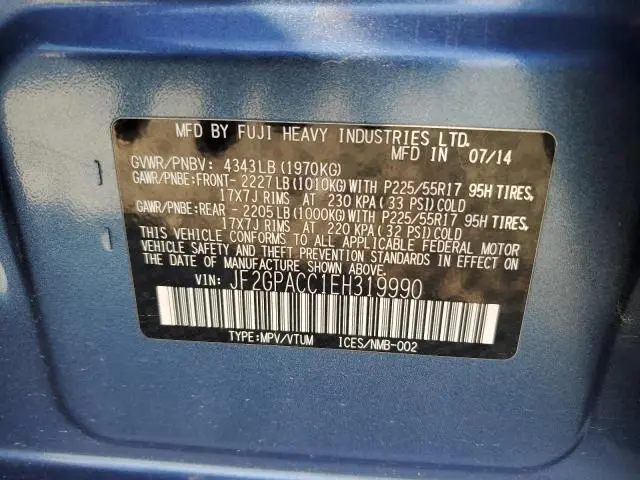 MFD BY FUJI HEAVY INDUSTRIES LTD.
MFD IN 07/14
GVWR/PNBV: 4343LB(1970KG)
GAWR/PNBE:FRONT-2227LB(1010KG)WITH P225/55R17 95H TIRES,
17X7J RIMS AT 230 KPA(33 PSI)COLD
GAWR/PNBE:REAR -2205LB(1000KG)WITH P225/55R17 95H TIRES,
17X7J RIMS AT 220 KPA(32 PSI)COLD
THIS VEHICLE CONFORMS TO ALL APPLICABLE FEDERAL MOTOR
VEHICLE SAFETY AND THEFT PREVENTION STANDARDS IN EFFECT ON
THE DATE OF MANUFACTURE SHOWN ABOVE.
VIN: JF2GPACC1EH319990
TYPE:MPV/VTUM ICES/NMB-002